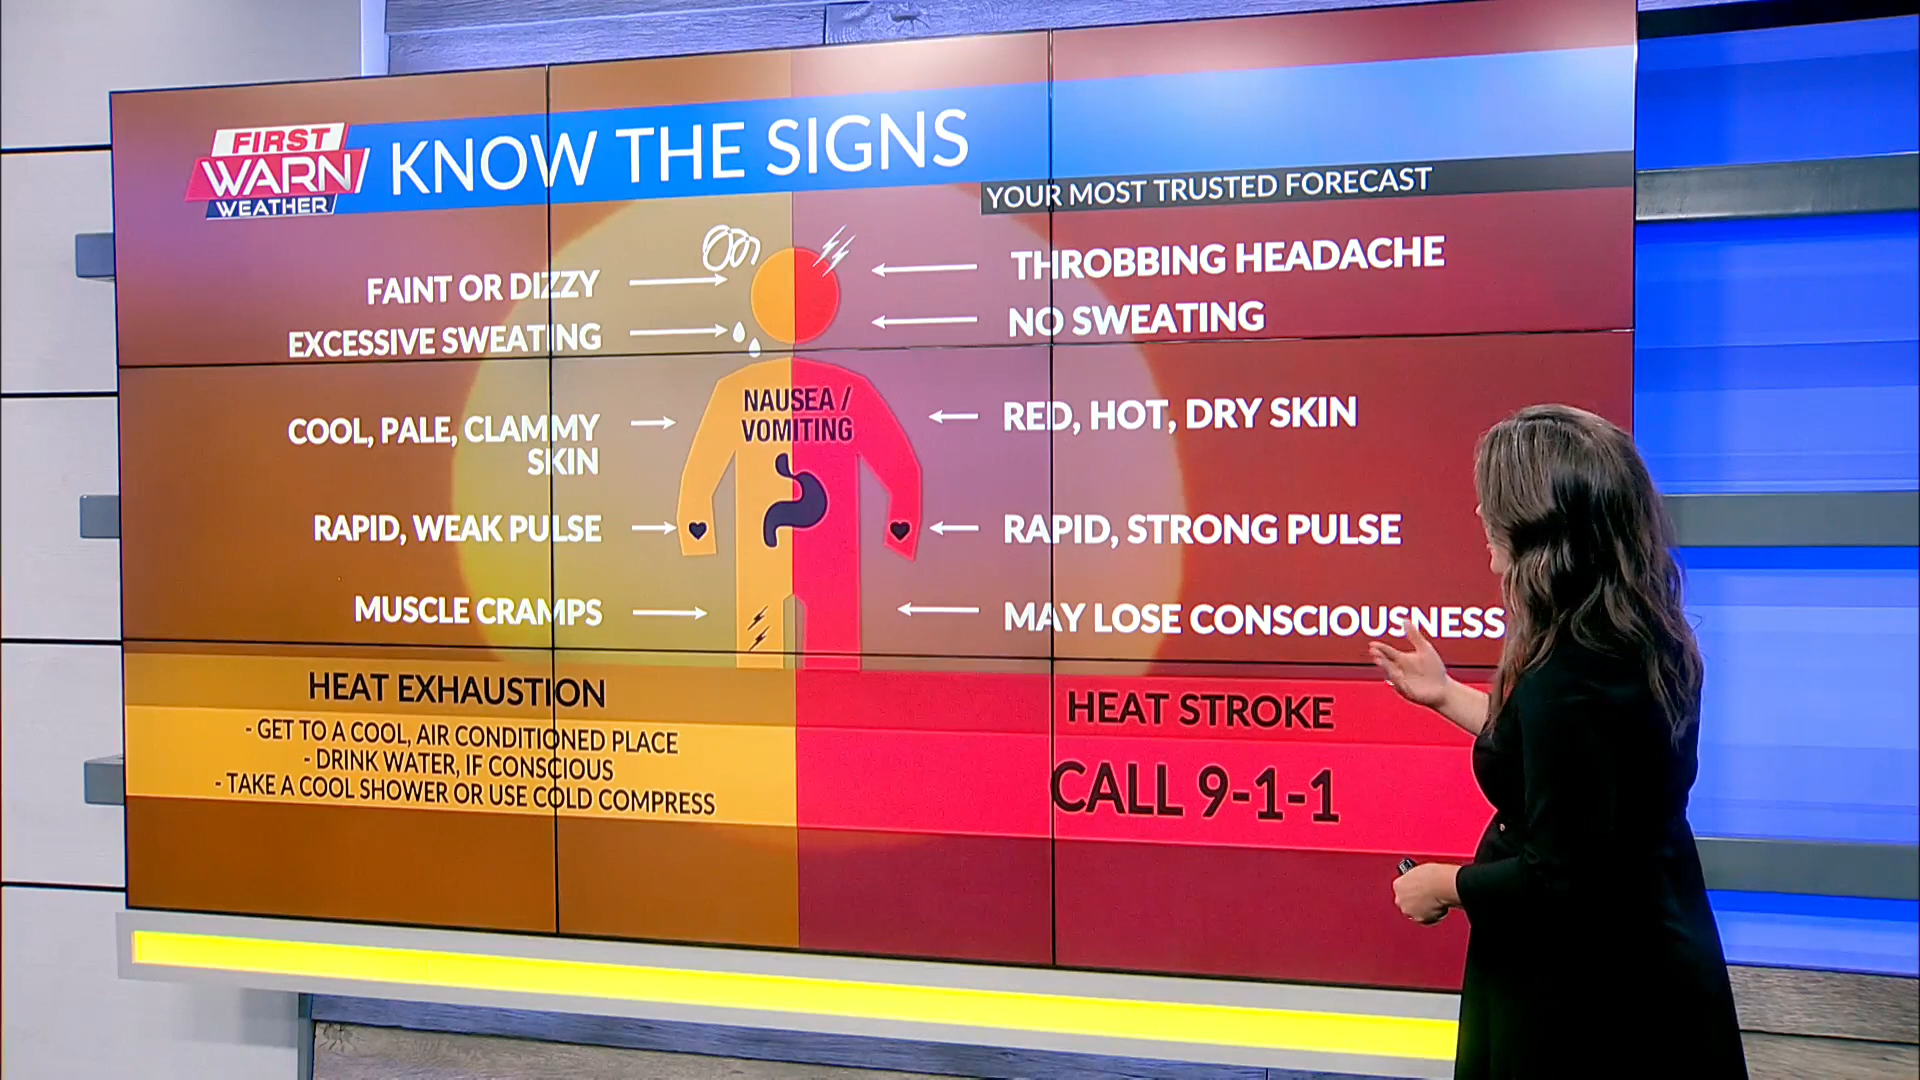 FIRST
WARN
WEATHER
KNOW THE SIGNS
YOUR MOST TRUSTED FORECAST
FAINT OR DIZZY
EXCESSIVE SWEATING
COOL, PALE, CLAMMY
SKIN
RAPID, WEAK PULSE
MUSCLE CRAMPS
NAUSEA /
VOMITING
THROBBING HEADACHE
NO SWEATING
RED, HOT, DRY SKIN
RAPID, STRONG PULSE
MAY LOSE CONSCIOUSNESS
HEAT EXHAUSTION
- GET TO A COOL, AIR CONDITIONED PLACE
- DRINK WATER, IF CONSCIOUS
- TAKE A COOL SHOWER OR USE COLD COMPRESS
HEAT STROKE
CALL 9-1-1